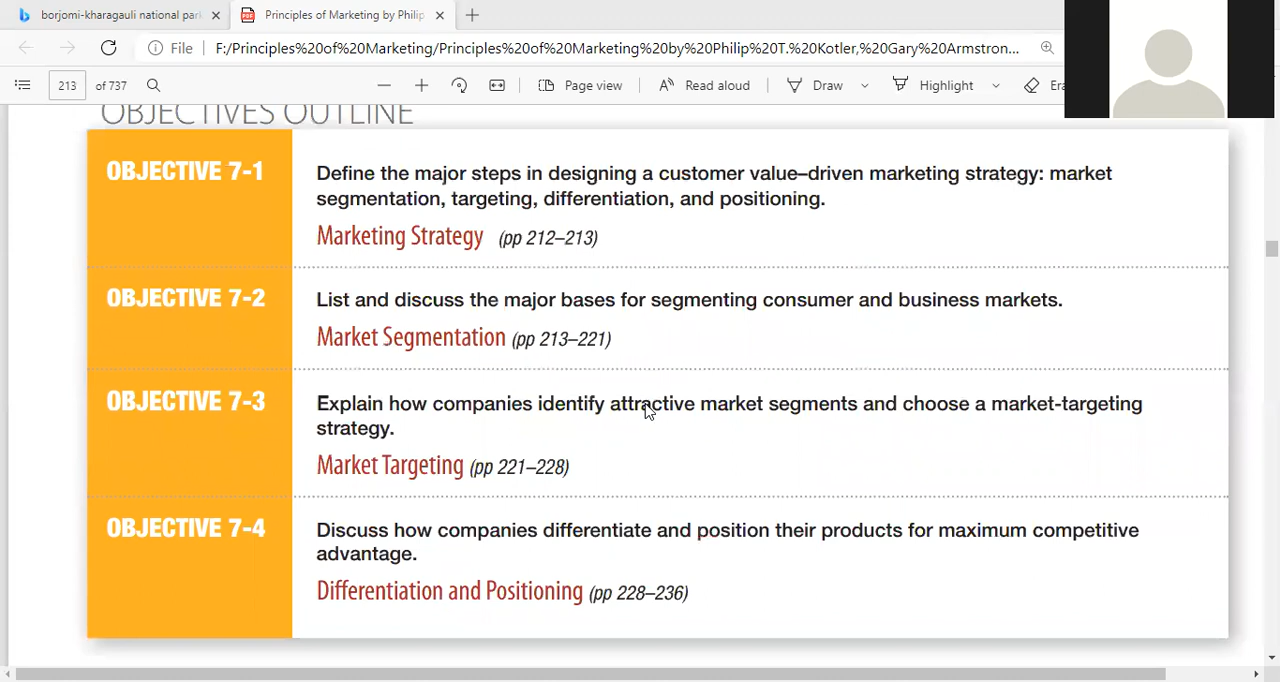 borjomi-kharagauli national par
Principles of Marketing by Philip
File
F:/Principles%20of%20Marketing/Principles%20of%20Marketing%20by%20Philip%20T.%20Kotler,%20Gary%20Armstron...
213 of 737
Page view
Read aloud
Draw
Highlight
Era
OBJECTIVES OUTLINE
OBJECTIVE 7-1
Define the major steps in designing a customer value–driven marketing strategy: market
segmentation, targeting, differentiation, and positioning.
Marketing Strategy (pp 212–213)
OBJECTIVE 7-2
List and discuss the major bases for segmenting consumer and business markets.
Market Segmentation (pp 213–221)
OBJECTIVE 7-3
Explain how companies identify attractive market segments and choose a market-targeting
strategy.
Market Targeting (pp 221–228)
OBJECTIVE 7-4
Discuss how companies differentiate and position their products for maximum competitive
advantage.
Differentiation and Positioning (pp 228–236)